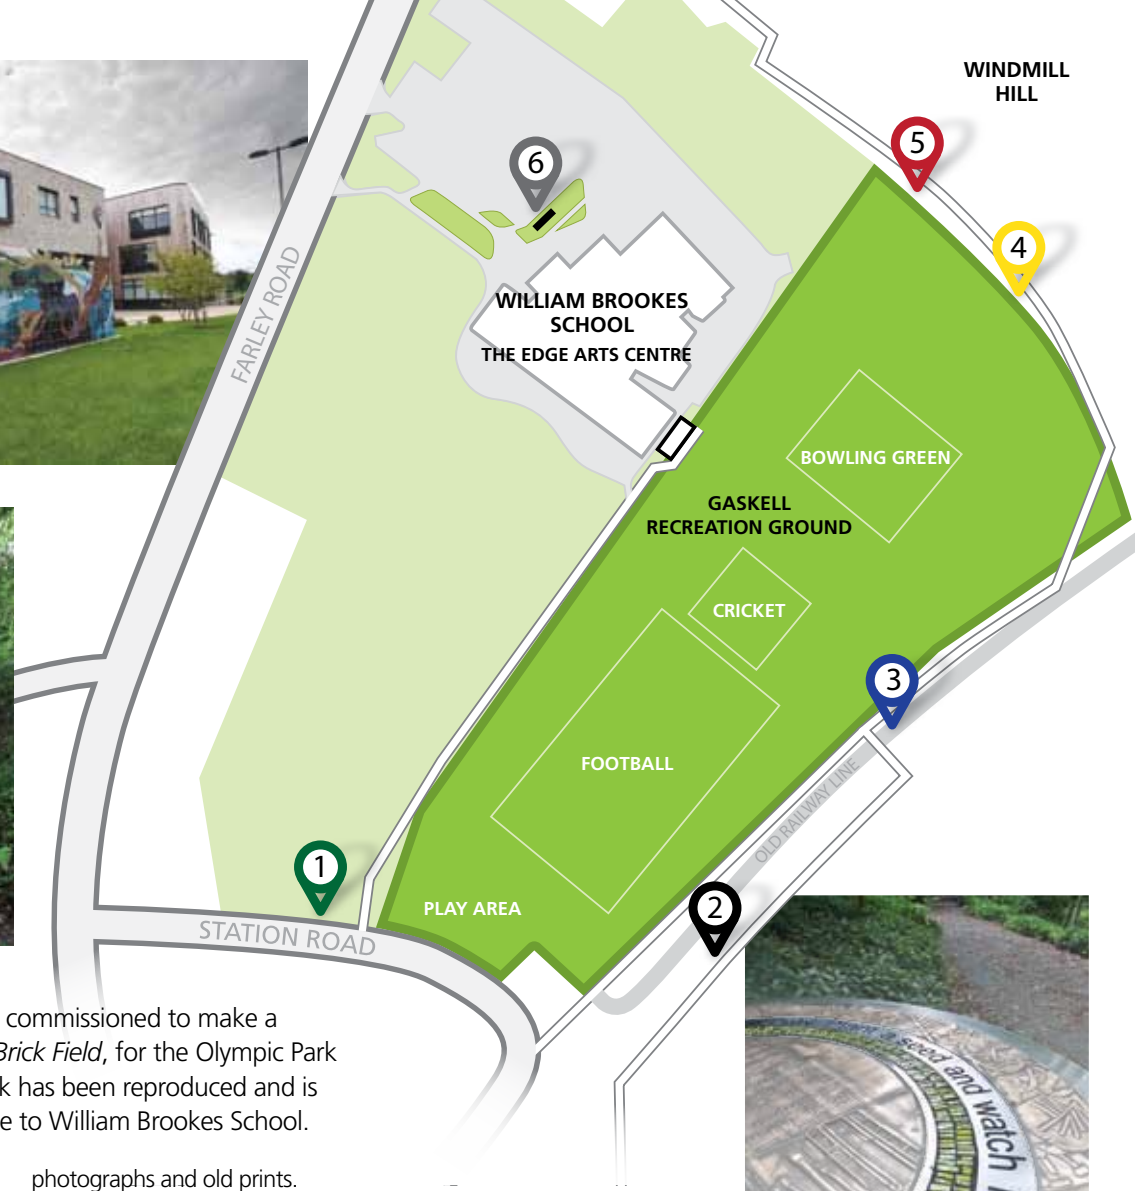 WINDMILL
HILL
5
6
4
FARLEY ROAD
WILLIAM BROOKES
SCHOOL
THE EDGE ARTS CENTRE
BOWLING GREEN
GASKELL
RECREATION GROUND
CRICKET
3
FOOTBALL
OLD RAILWAY LINE
1
PLAY AREA
2
STATION ROAD
commissioned to make a
Brick Field, for the Olympic Park
k has been reproduced and is
e to William Brookes School.
photographs and old prints.
seed and watch